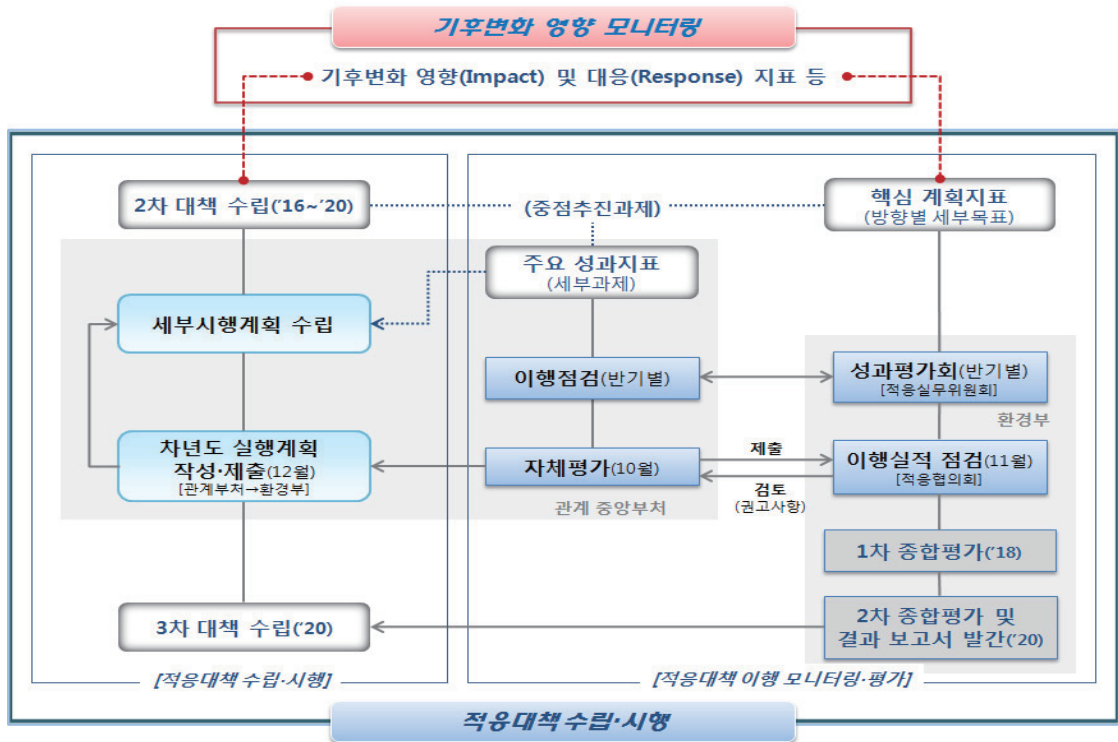 기후변화 영향 모니터링
기후변화 영향(Impact) 및 대응(Response) 지표 등
2차 대책 수립('16~'20)
(중점추진과제)
핵심 계획지표
(방향별 세부목표)
주요 성과지표
(세부과제)
세부시행계획 수립
이행점검(반기별)
성과평가회(반기별)
[적응실무위원회]
환경부
차년도 실행계획
작성·제출(12월)
[관계부처→환경부]
자체평가(10월)
제출
검토
(권고사항)
이행실적 점검(11월)
[적응협의회]
관계 중앙부처
1차 종합평가('18)
3차 대책 수립('20)
2차 종합평가 및
결과 보고서 발간('20)
[적응대책 수립·시행]
[적응대책 이행 모니터링·평가]
적응대책 수립·시행